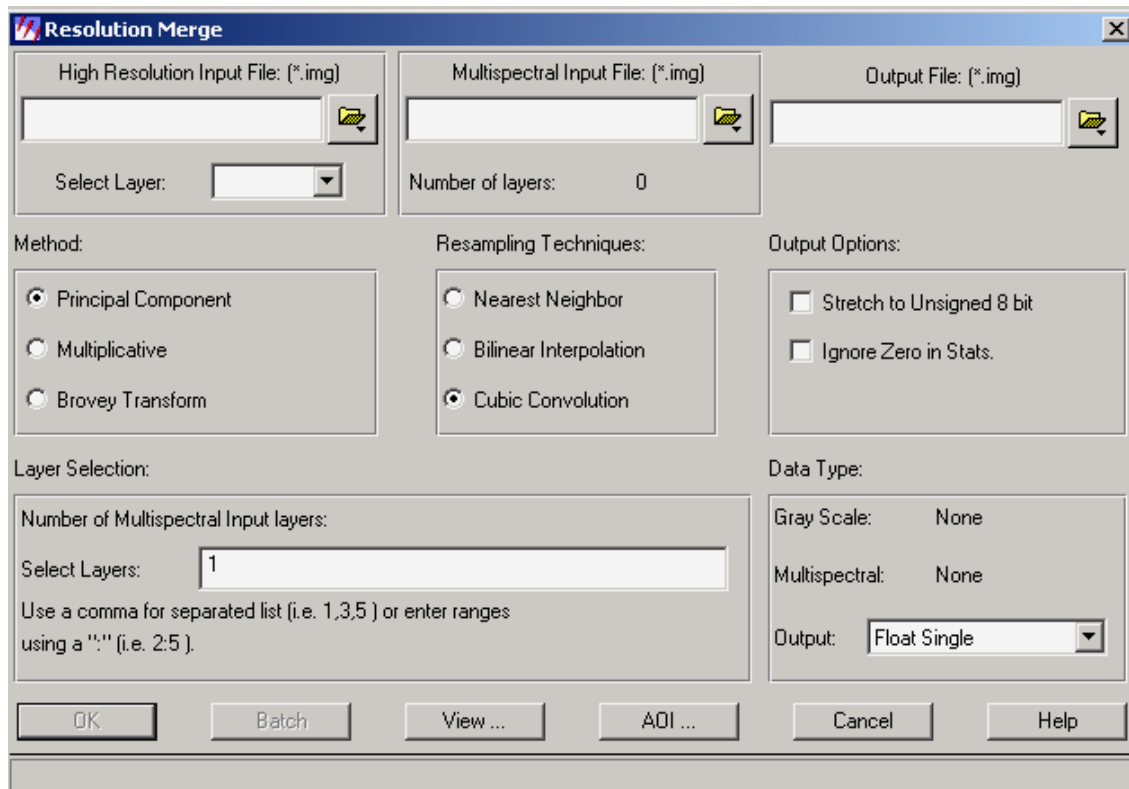 Resolution Merge
High Resolution Input File: (*.img)
Multispectral Input File: (*.img)
Output File: (*.img)
Select Layer:
Number of layers: 0
Method:
Resampling Techniques:
Output Options:
Principal Component
Nearest Neighbor
Stretch to Unsigned 8 bit
Multiplicative
Bilinear Interpolation
Ignore Zero in Stats.
Brovey Transform
Cubic Convolution
Layer Selection:
Data Type:
Number of Multispectral Input layers:
Gray Scale: None
Select Layers: 1
Multispectral: None
Use a comma for separated list (i.e. 1,3,5 ) or enter ranges
using a ":" (i.e. 2:5 ).
Output: Float Single
OK
Batch
View ...
AOI ...
Cancel
Help